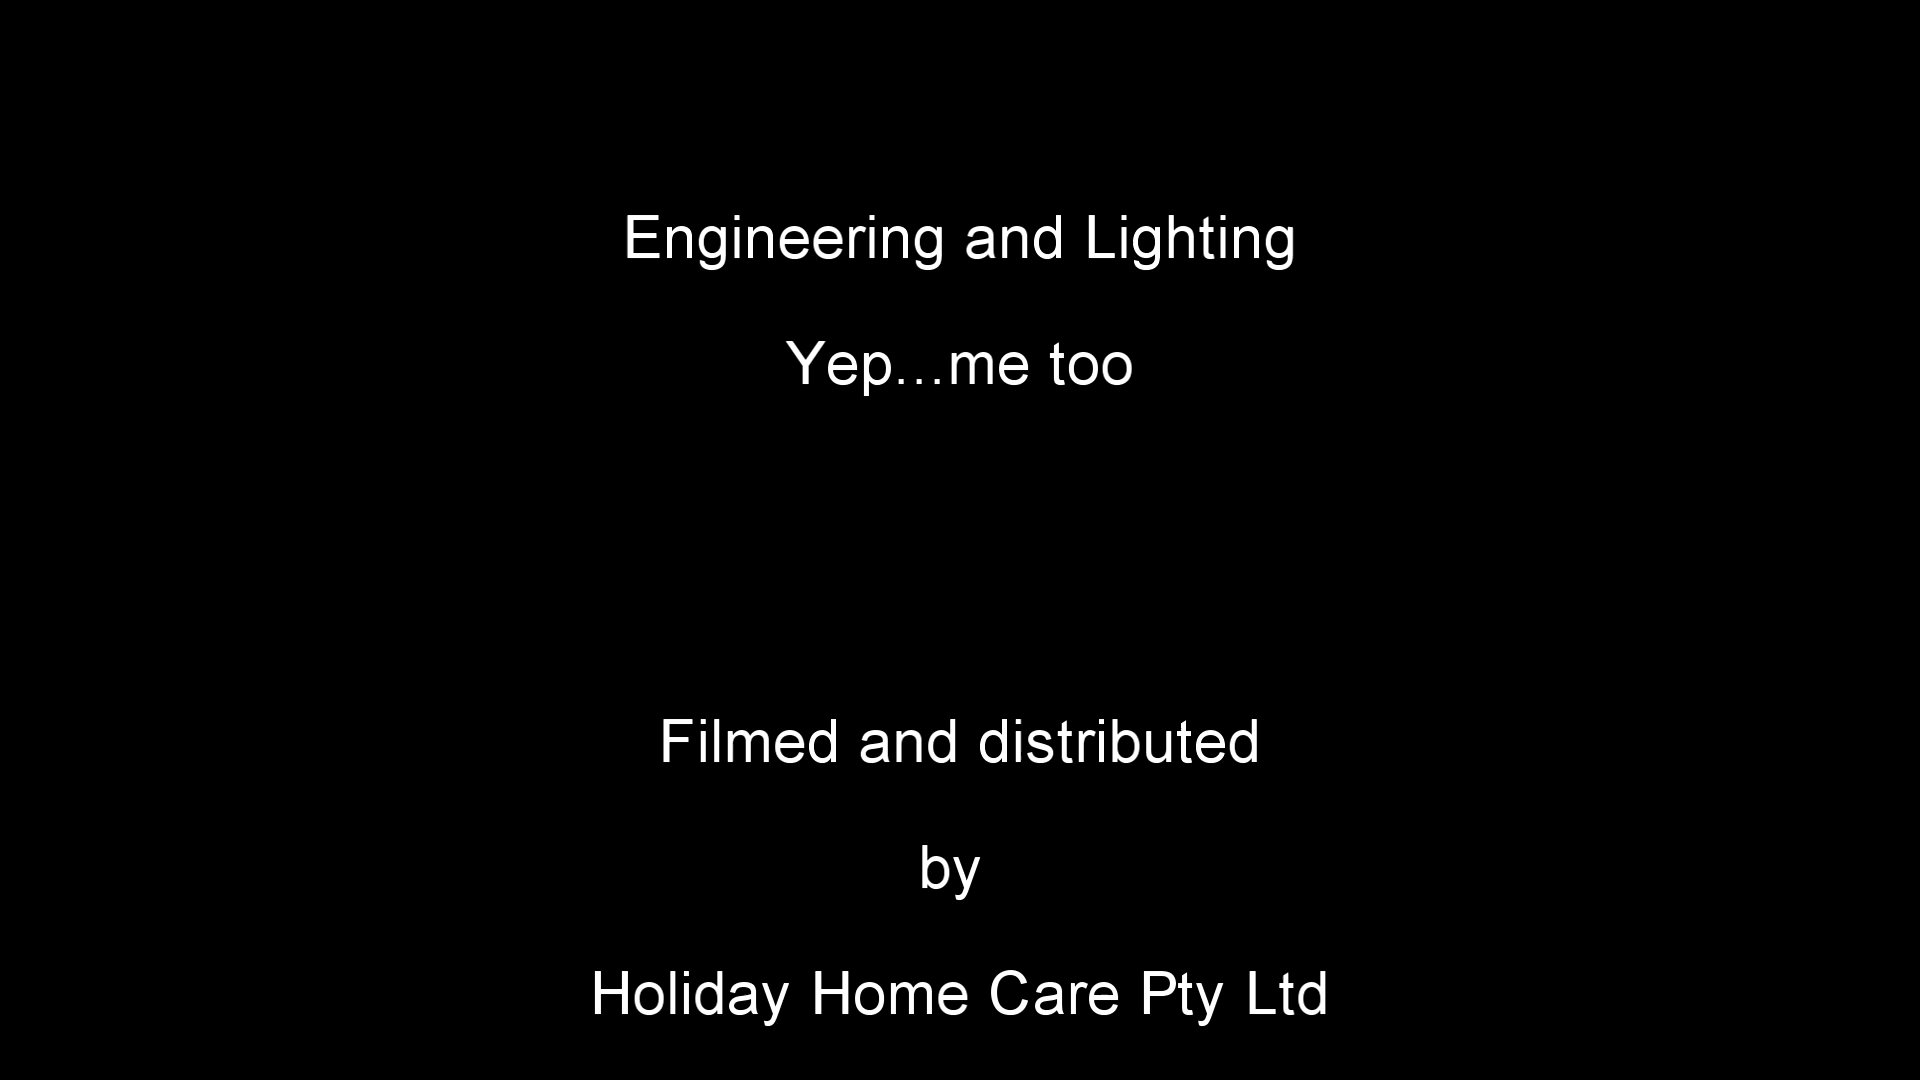 Engineering and Lighting
Yep...me too
Filmed and distributed
by
Holiday Home Care Pty Ltd